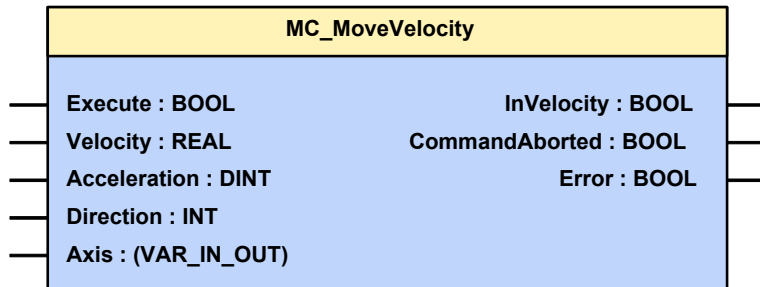 MC_MoveVelocity
Execute : BOOL InVelocity : BOOL
Velocity : REAL CommandAborted : BOOL
Acceleration : DINT Error : BOOL
Direction : INT
Axis : (VAR_IN_OUT)